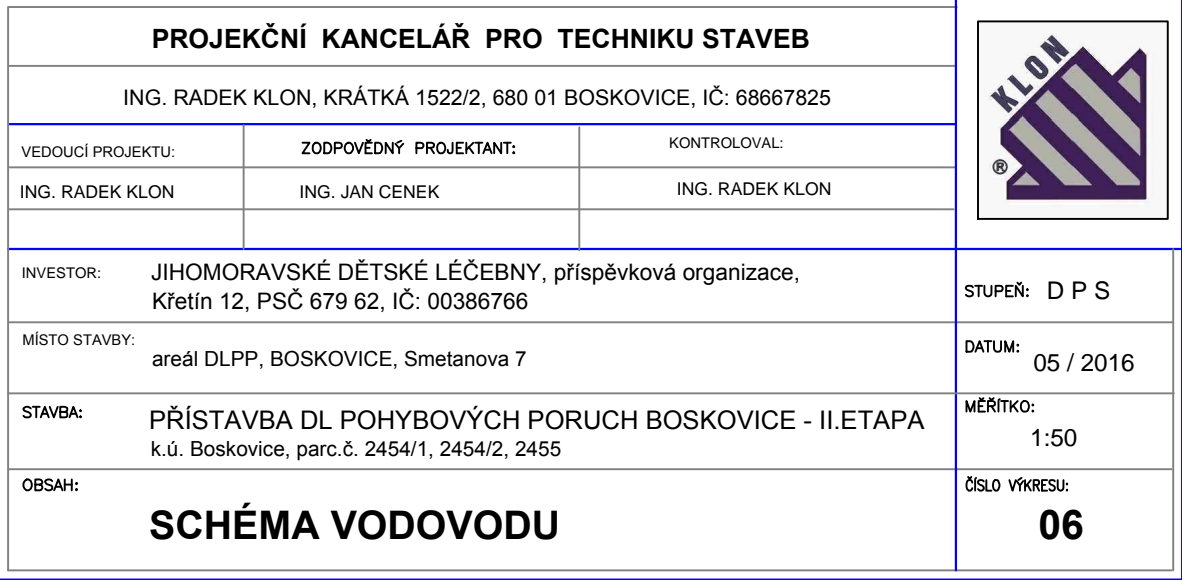 PROJEKČNÍ KANCELÁŘ PRO TECHNIKU STAVEB
ING. RADEK KLON, KRÁTKÁ 1522/2, 680 01 BOSKOVICE, IČ: 68667825
KLON
®
VEDOUCÍ PROJEKTU: ZODPOVĚDNÝ PROJEKTANT: KONTROLOVAL:
ING. RADEK KLON ING. JAN CENEK ING. RADEK KLON
INVESTOR: JIHOMORAVSKÉ DĚTSKÉ LÉČEBNY, příspěvková organizace,
Křetín 12, PSČ 679 62, IČ: 00386766
STUPEŇ: D P S
MÍSTO STAVBY: areál DLPP, BOSKOVICE, Smetanova 7
DATUM: 05 / 2016
STAVBA: PŘÍSTAVBA DL POHYBOVÝCH PORUCH BOSKOVICE - II.ETAPA
k.ú. Boskovice, parc.č. 2454/1, 2454/2, 2455
MĚŘÍTKO:
1:50
OBSAH:
SCHÉMA VODOVODU
ČÍSLO VÝKRESU:
06